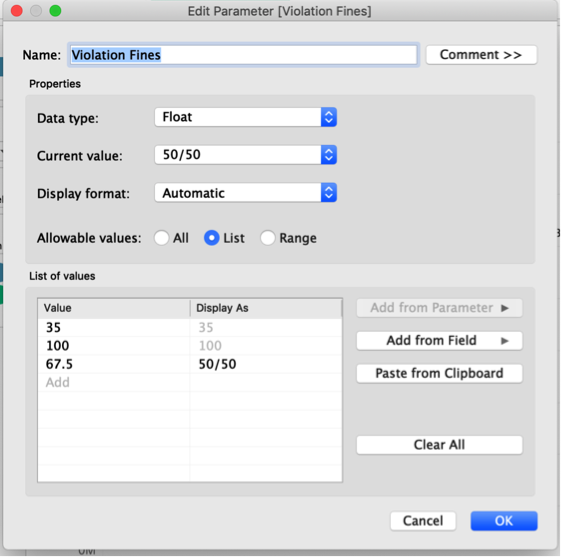 Edit Parameter [Violation Fines]
Name: Violation Fines Comment >>
Properties
Data type: Float
Current value: 50/50
Display format: Automatic
Allowable values: All List Range
List of values
Value Display As
35 35
100 100
67.5 50/50
Add
Add from Parameter ▶
Add from Field ▶
Paste from Clipboard
Clear All
Cancel OK
0M